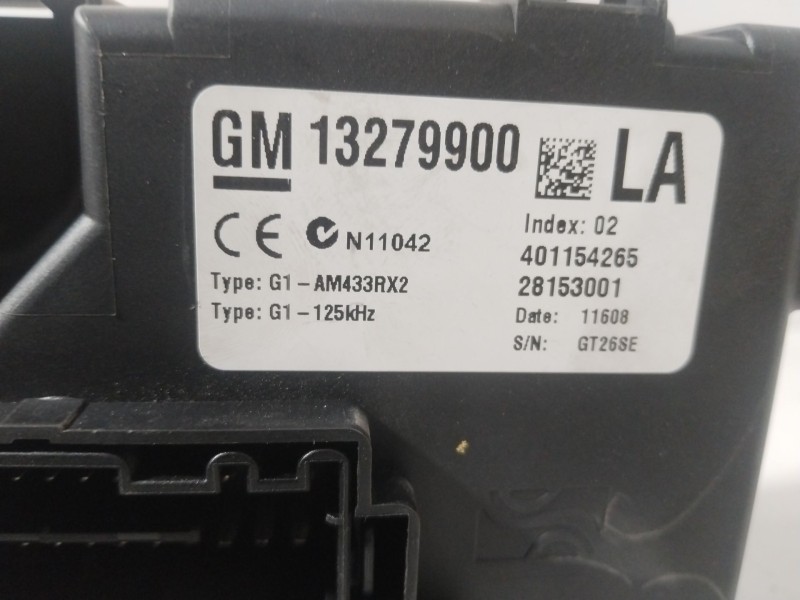 GM 13279900 LA
CE N11042
Type: G1-AM433RX2
Type: G1-125kHz
Index: 02
401154265
28153001
Date: 11608
S/N: GT26SE